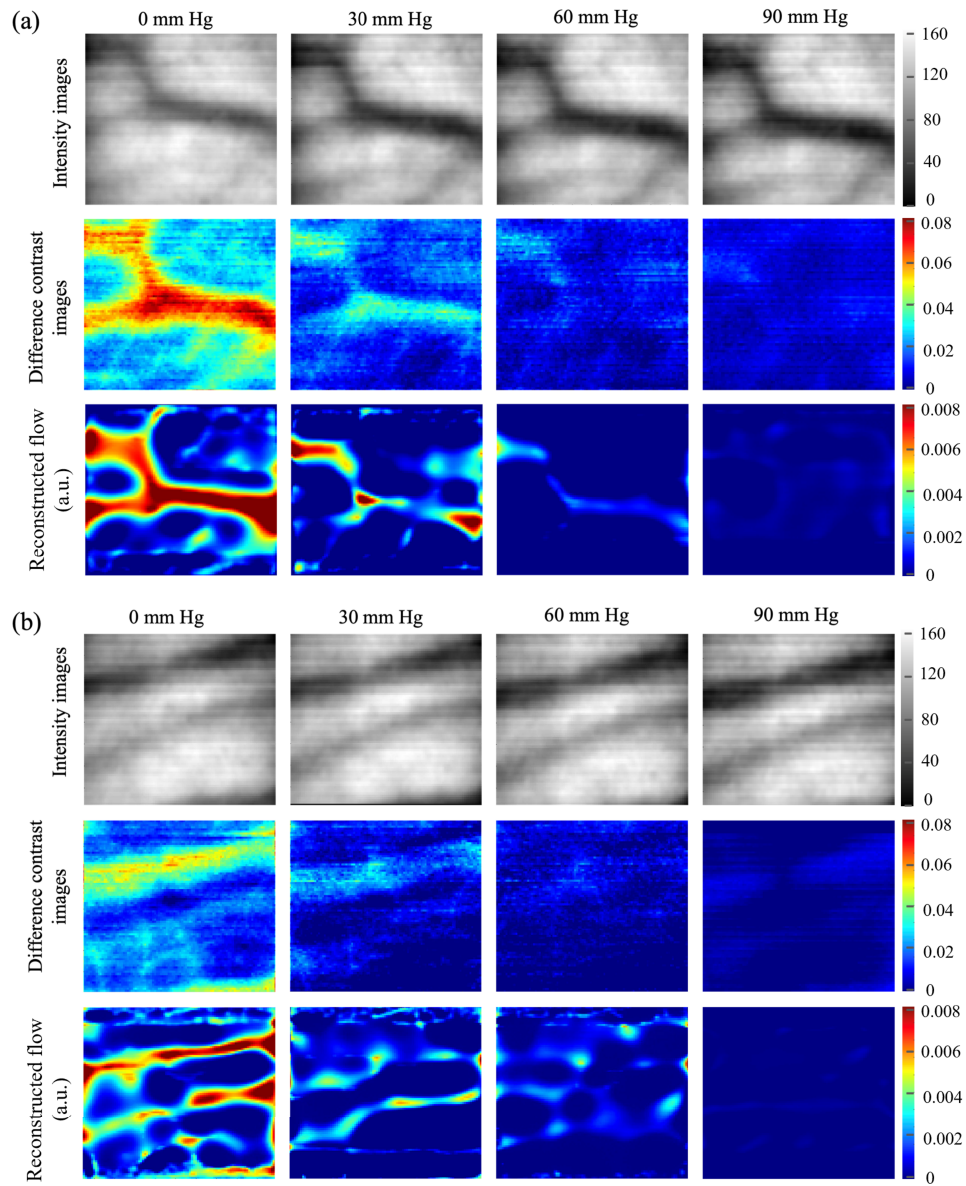 (a)
0 mm Hg
30 mm Hg
60 mm Hg
90 mm Hg
Intensity images
160
120
80
40
0
Difference contrast
images
0.08
0.06
0.04
0.02
0
Reconstructed flow
(a.u.)
0.008
0.006
0.004
0.002
0
(b)
0 mm Hg
30 mm Hg
60 mm Hg
90 mm Hg
Intensity images
160
120
80
40
0
Difference contrast
images
0.08
0.06
0.04
0.02
0
Reconstructed flow
(a.u.)
0.008
0.006
0.004
0.002
0